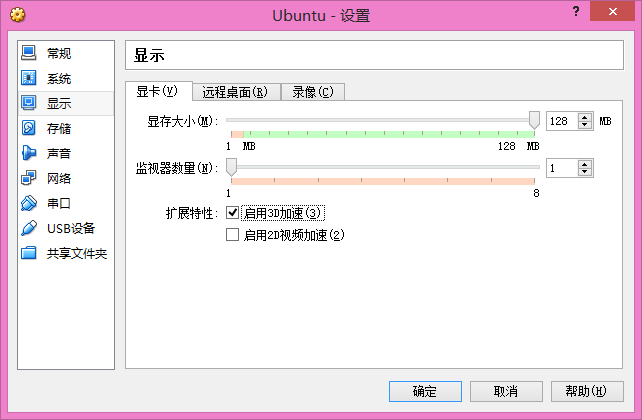 Ubuntu - 设置
?
常规
系统
显示
存储
声音
网络
串口
USB设备
共享文件夹
显示
显卡(V) 远程桌面(R) 录像(C)
显存大小(M): 128 MB
1 MB 128 MB
监视器数量(N): 1
1 8
扩展特性: 启用3D加速(3)
启用2D视频加速(2)
确定 取消 帮助(H)